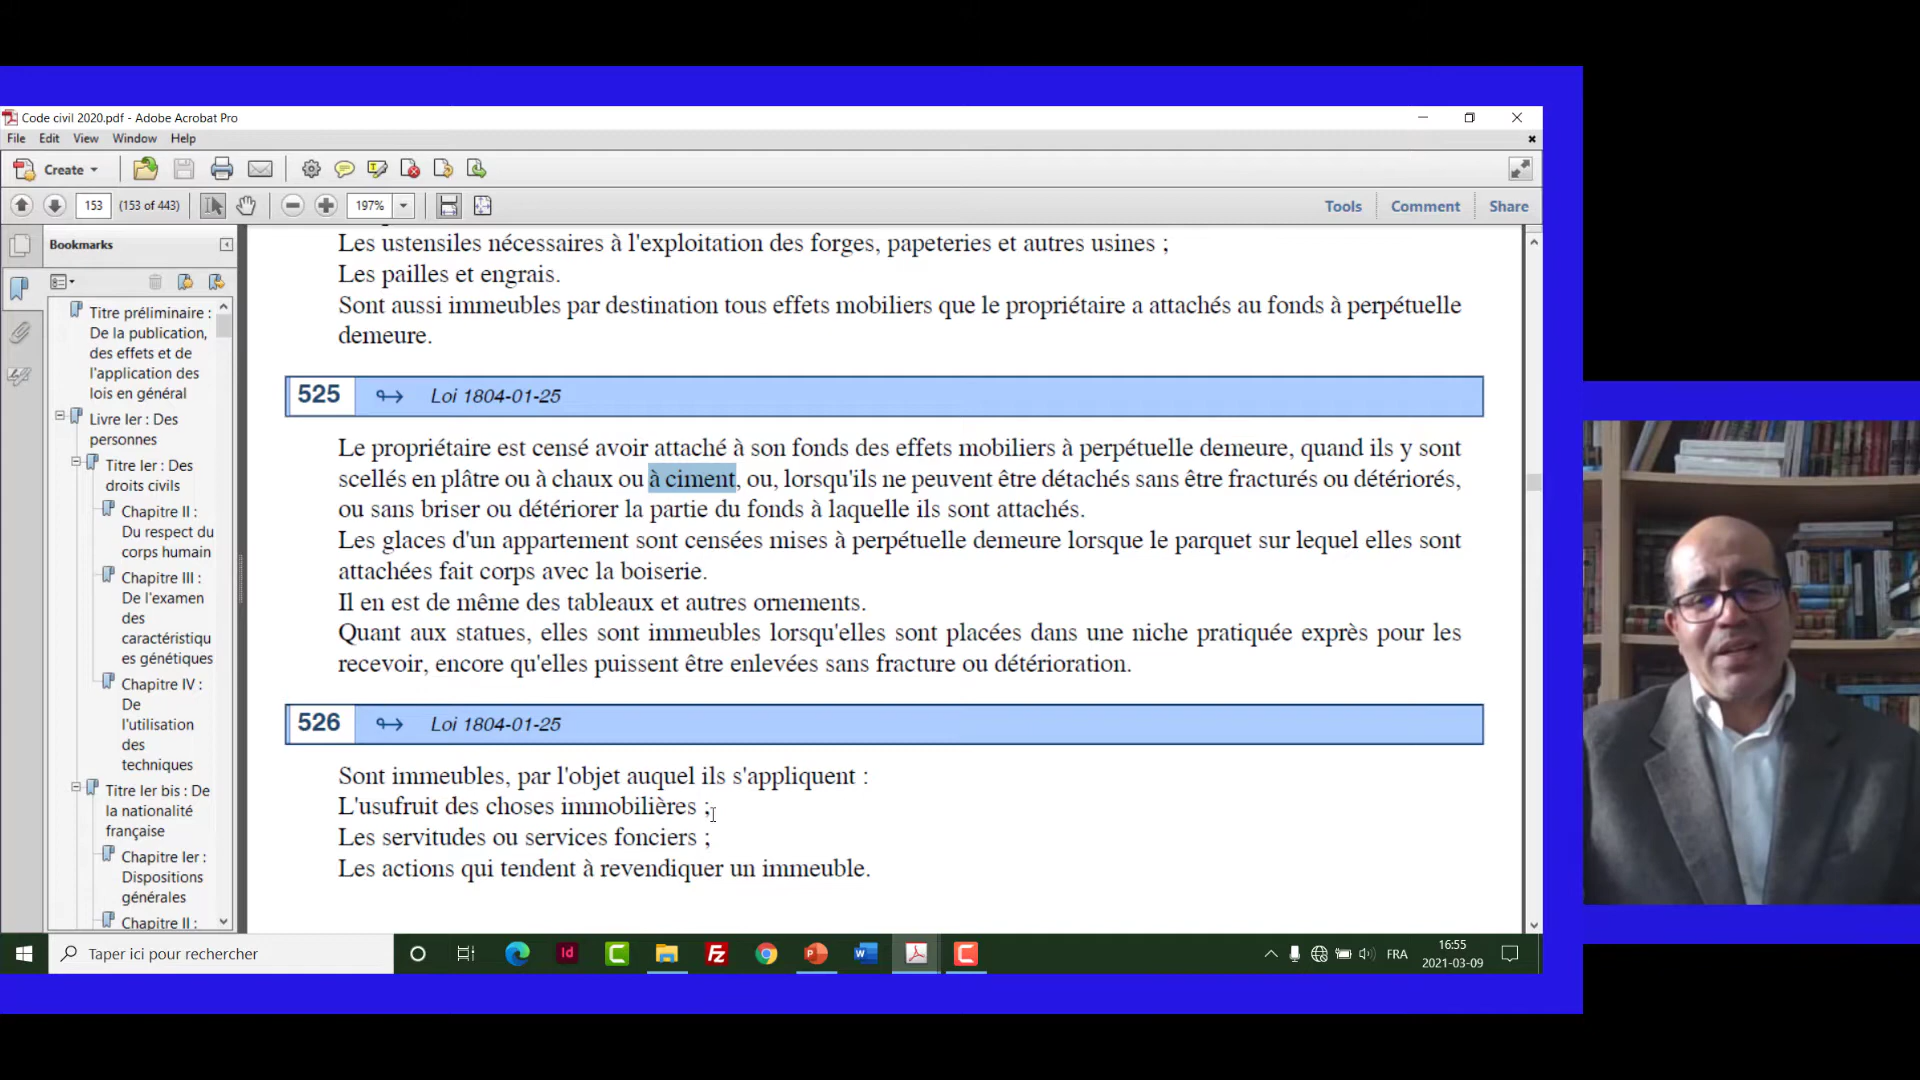 Code civil 2020.pdf - Adobe Acrobat Pro
File Edit View Window Help
Create
153 (153 of 443) 197% Tools Comment Share
Bookmarks
Titre préliminaire :
De la publication,
des effets et de
l'application des
lois en général
Livre Ier : Des
personnes
Titre Ier : Des
droits civils
Chapitre II :
Du respect du
corps humain
Chapitre III :
De l'examen
des
caractéristiqu
es génétiques
Chapitre IV :
De
l'utilisation
des
techniques
Titre Ier bis : De
la nationalité
française
Chapitre Ier :
Dispositions
générales
Chapitre II :
Les ustensiles nécessaires à l'exploitation des forges, papeteries et autres usines ;
Les pailles et engrais.
Sont aussi immeubles par destination tous effets mobiliers que le propriétaire a attachés au fonds à perpétuelle
demeure.
525 Loi 1804-01-25
Le propriétaire est censé avoir attaché à son fonds des effets mobiliers à perpétuelle demeure, quand ils y sont
scellés en plâtre ou à chaux ou à ciment, ou, lorsqu'ils ne peuvent être détachés sans être fracturés ou détériorés,
ou sans briser ou détériorer la partie du fonds à laquelle ils sont attachés.
Les glaces d'un appartement sont censées mises à perpétuelle demeure lorsque le parquet sur lequel elles sont
attachées fait corps avec la boiserie.
Il en est de même des tableaux et autres ornements.
Quant aux statues, elles sont immeubles lorsqu'elles sont placées dans une niche pratiquée exprès pour les
recevoir, encore qu'elles puissent être enlevées sans fracture ou détérioration.
526 Loi 1804-01-25
Sont immeubles, par l'objet auquel ils s'appliquent :
L'usufruit des choses immobilières ;
Les servitudes ou services fonciers ;
Les actions qui tendent à revendiquer un immeuble.
Taper ici pour rechercher
FRA
16:55
2021-03-09